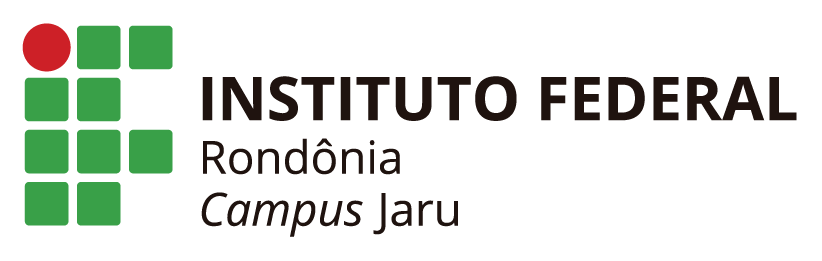 INSTITUTO FEDERAL
Rondônia
Campus Jaru